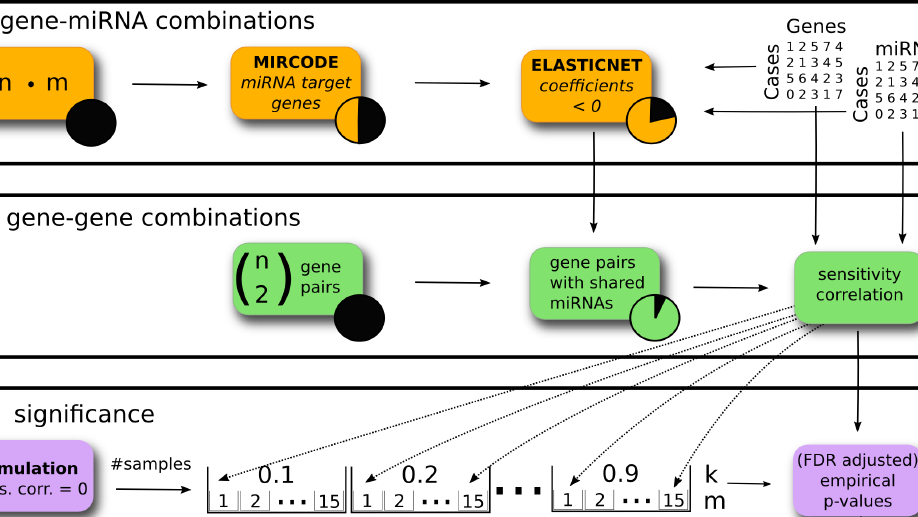 gene-miRNA combinations
n • m
MIRCODE
miRNA target
genes
ELASTICNET
coefficients
< 0
Genes
Cases
1 2 5 7 4
2 1 3 4 5
5 6 4 2 3
0 2 3 1 7
miRN
Cases
1 2 5 7
2 1 3 4
5 6 4 2
0 2 3 1
gene-gene combinations
(n 2) gene
pairs
gene pairs
with shared
miRNAs
sensitivity
correlation
significance
mulation
s. corr. = 0
#samples
0.1
1 2 ••• 15
0.2
1 2 ••• 15
•••
0.9
1 2 ••• 15
k
m
(FDR adjusted)
empirical
p-values